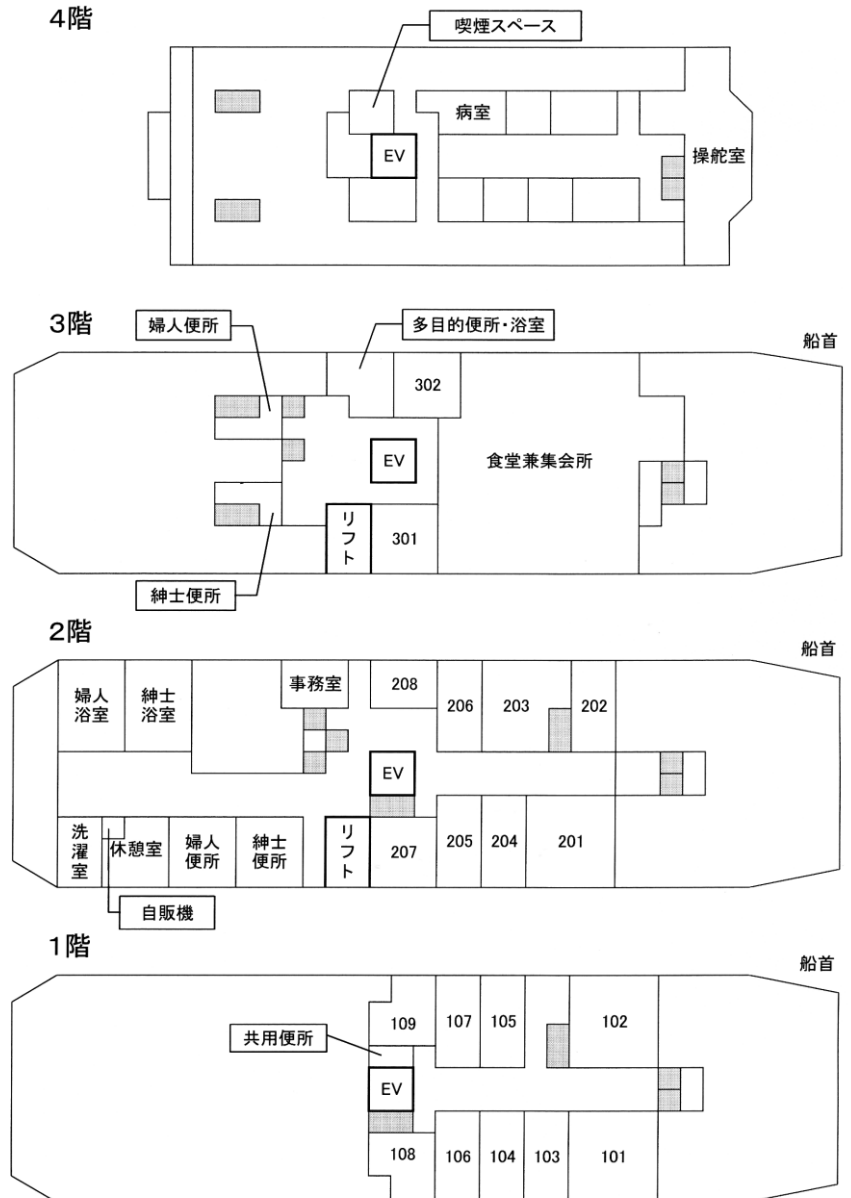 4階
喫煙スペース
病室
EV
操舵室
3階
婦人便所
多目的便所・浴室
船首
302
EV
食堂兼集会所
リフト
301
紳士便所
2階
船首
婦人
浴室
紳士
浴室
事務室
208
206
203
202
EV
洗濯室
休憩室
婦人
便所
紳士
便所
リフト
207
205
204
201
自販機
1階
船首
109
107
105
102
共用便所
EV
108
106
104
103
101